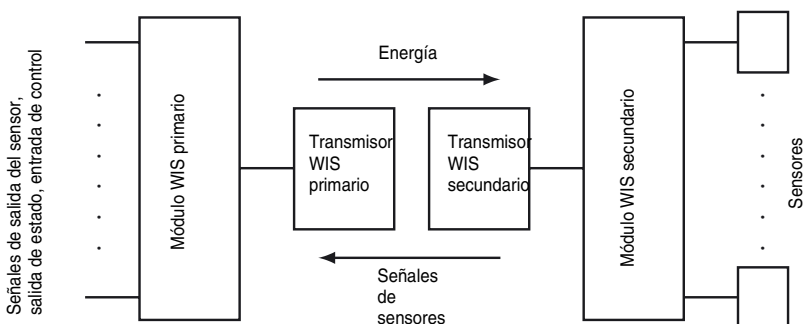 Señales de salida del sensor,
salida de estado, entrada de control
Módulo WIS primario
Energía
Transmisor
WIS
primario
Transmisor
WIS
secundario
Señales
de
sensores
Módulo WIS secundario
Sensores